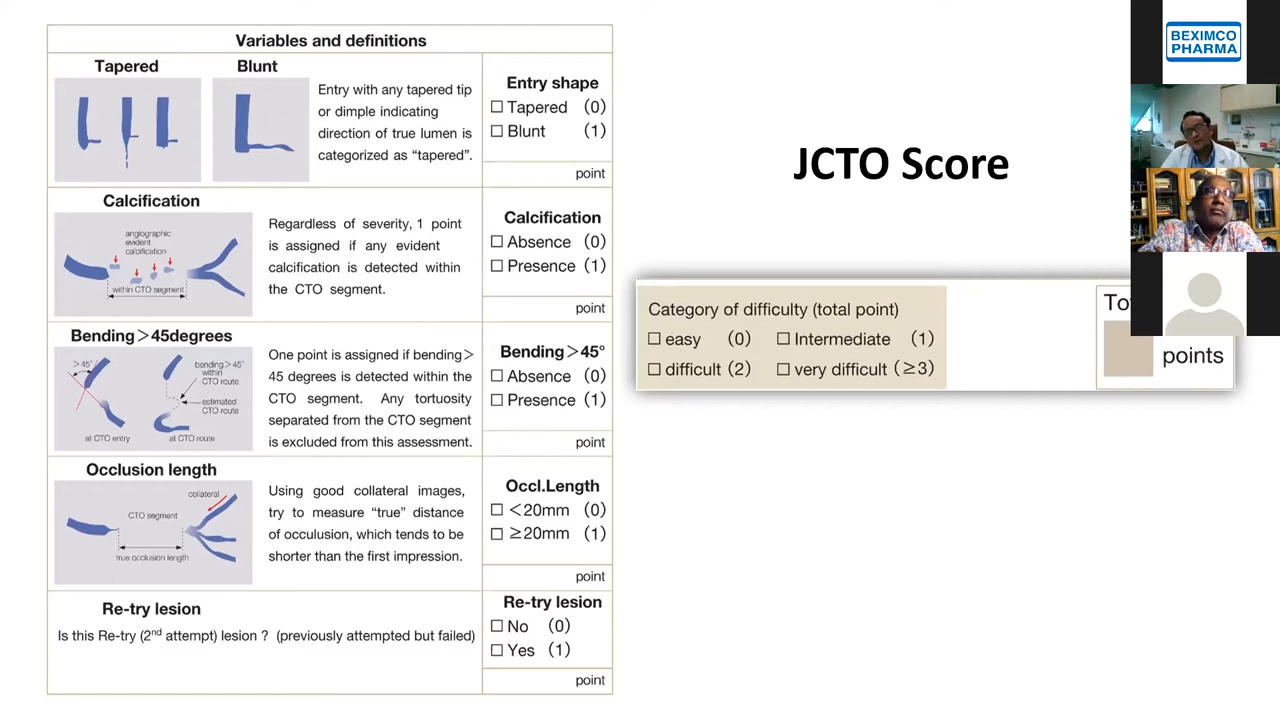 Variables and definitions
Tapered
Blunt
Entry with any tapered tip
or dimple indicating
direction of true lumen is
categorized as “tapered”.
Entry shape
☐ Tapered (0)
☐ Blunt (1)
point
Calcification
angiographic
evident
calcification
within CTO segment
Regardless of severity, 1 point
is assigned if any evident
calcification is detected within
the CTO segment.
Calcification
☐ Absence (0)
☐ Presence (1)
point
Bending>45degrees
>45°
at CTO entry
bending>45°
within
CTO route
estimated
CTO route
at CTO route
One point is assigned if bending>
45 degrees is detected within the
CTO segment. Any tortuosity
separated from the CTO segment
is excluded from this assessment.
Bending>45°
☐ Absence (0)
☐ Presence (1)
point
Occlusion length
collateral
CTO segment
true occlusion length
Using good collateral images,
try to measure “true” distance
of occulusion, which tends to be
shorter than the first impression.
Occl.Length
☐ <20mm (0)
☐ ≥20mm (1)
point
Re-try lesion
Is this Re-try (2nd attempt) lesion ? (previously attempted but failed)
Re-try lesion
☐ No (0)
☐ Yes (1)
point
JCTO Score
Category of difficulty (total point)
☐ easy (0) ☐ Intermediate (1)
☐ difficult (2) ☐ very difficult (≥3)
points
BEXIMCO
PHARMA